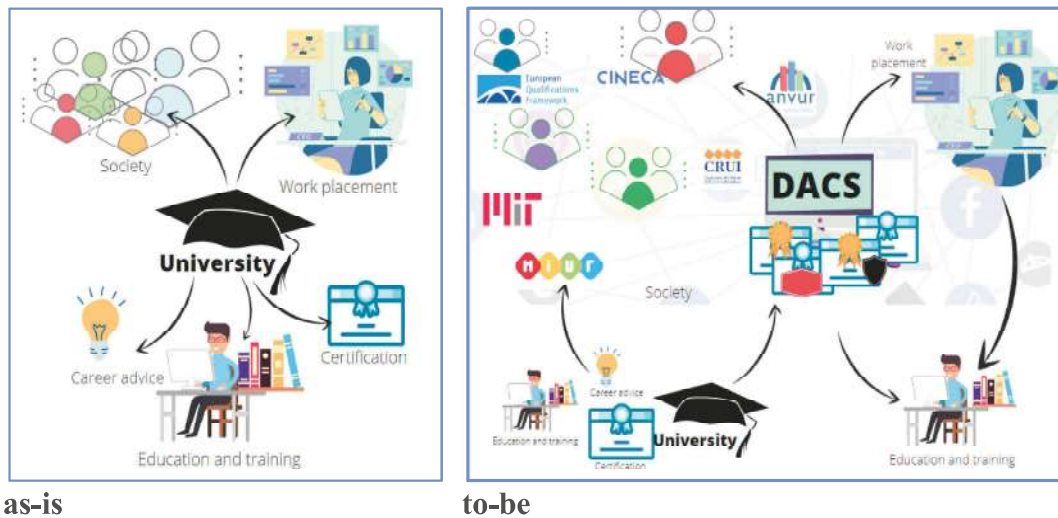 Society
Work placement
University
Career advice
Certification
Education and training
as-is
European
Qualifications
Framework
CINECA
anvur
Work
placement
CRUI
DACS
MIT
miur
Society
Career advice
Education and training
University
Certification
Education and training
to-be